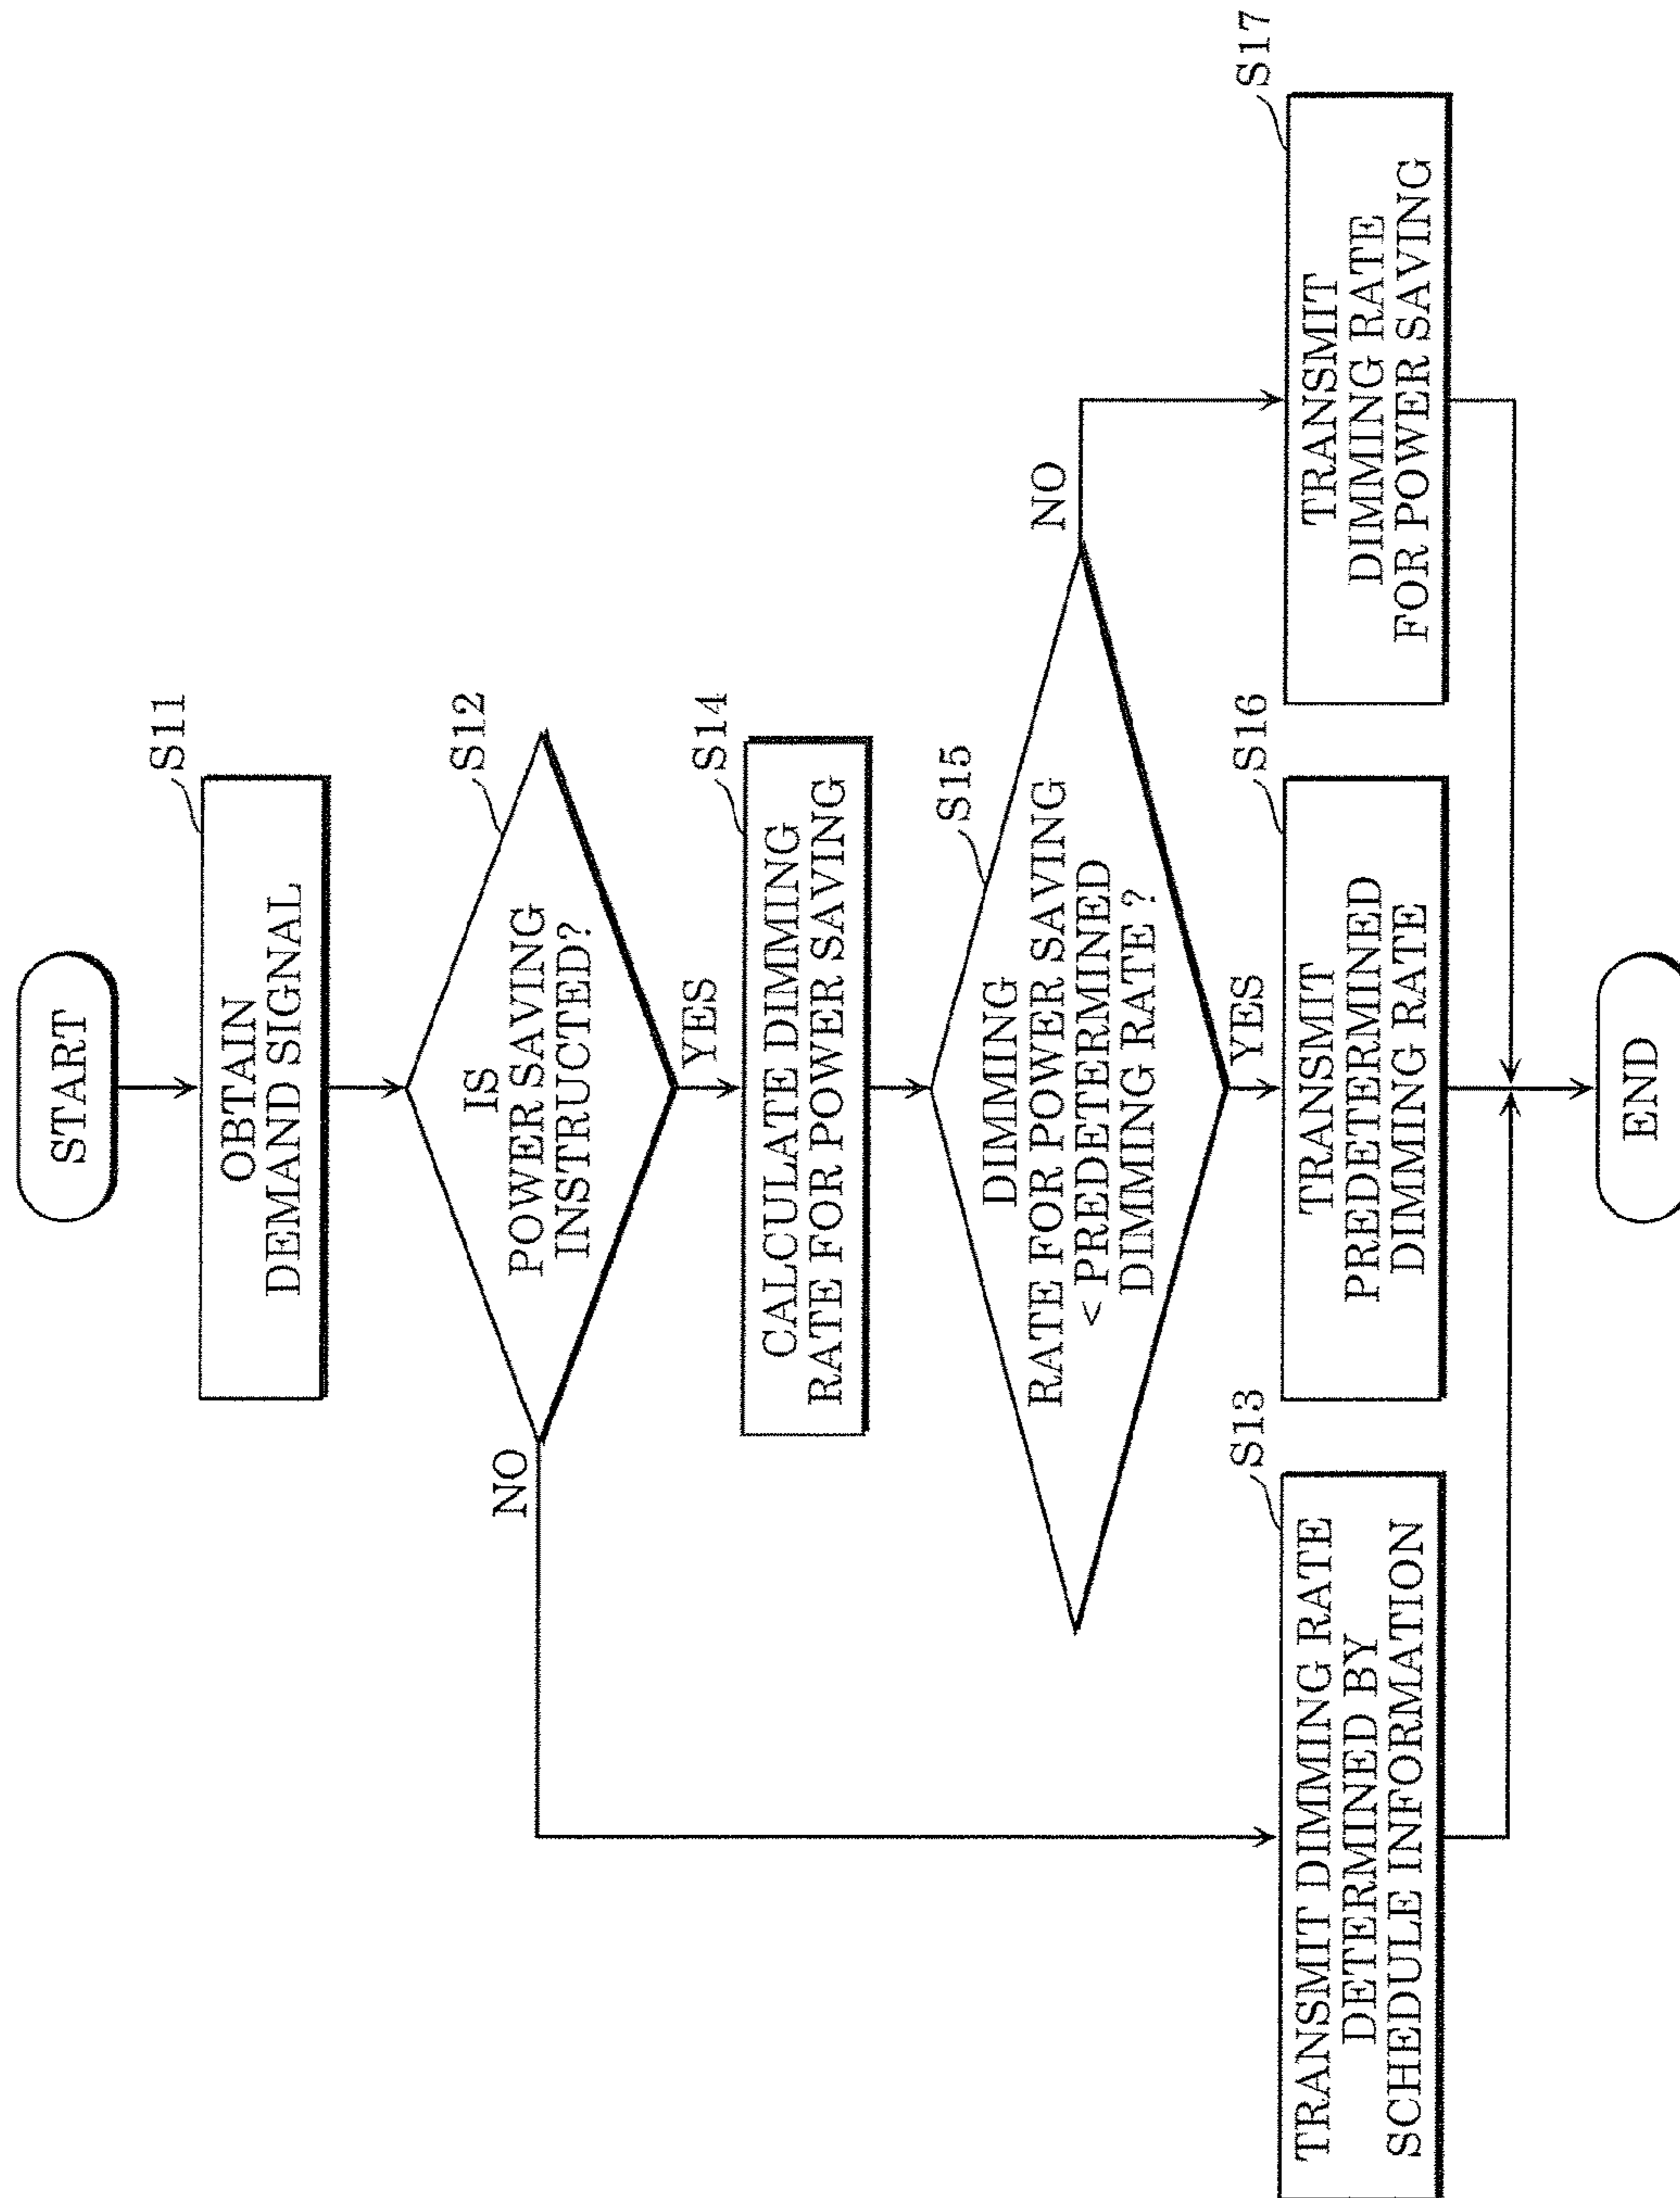 START
S11
OBTAIN
DEMAND SIGNAL
S12
IS
POWER SAVING
INSTRUCTED?
NO
YES
S14
CALCULATE DIMMING
RATE FOR POWER SAVING
S15
DIMMING
RATE FOR POWER SAVING
< PREDETERMINED
DIMMING RATE ?
NO
YES
S13
TRANSMIT DIMMING RATE
DETERMINED BY
SCHEDULE INFORMATION
S16
TRANSMIT
PREDETERMINED
DIMMING RATE
S17
TRANSMIT
DIMMING RATE
FOR POWER SAVING
END